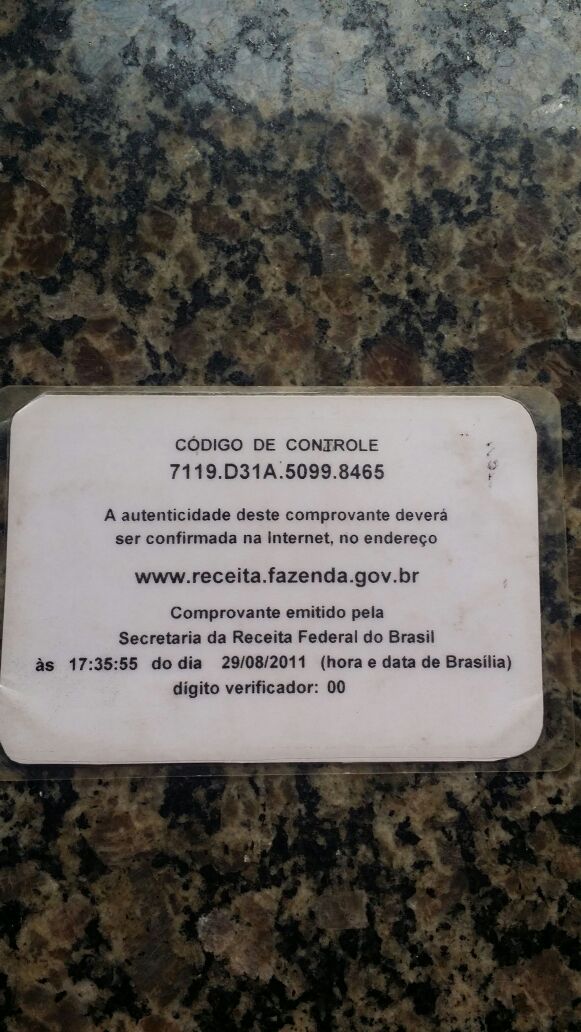 CÓDIGO DE CONTROLE
7119.D31A.5099.8465
A autenticidade deste comprovante deverá
ser confirmada na Internet, no endereço
www.receita.fazenda.gov.br
Comprovante emitido pela
Secretaria da Receita Federal do Brasil
às 17:35:55 do dia 29/08/2011 (hora e data de Brasília)
dígito verificador: 00